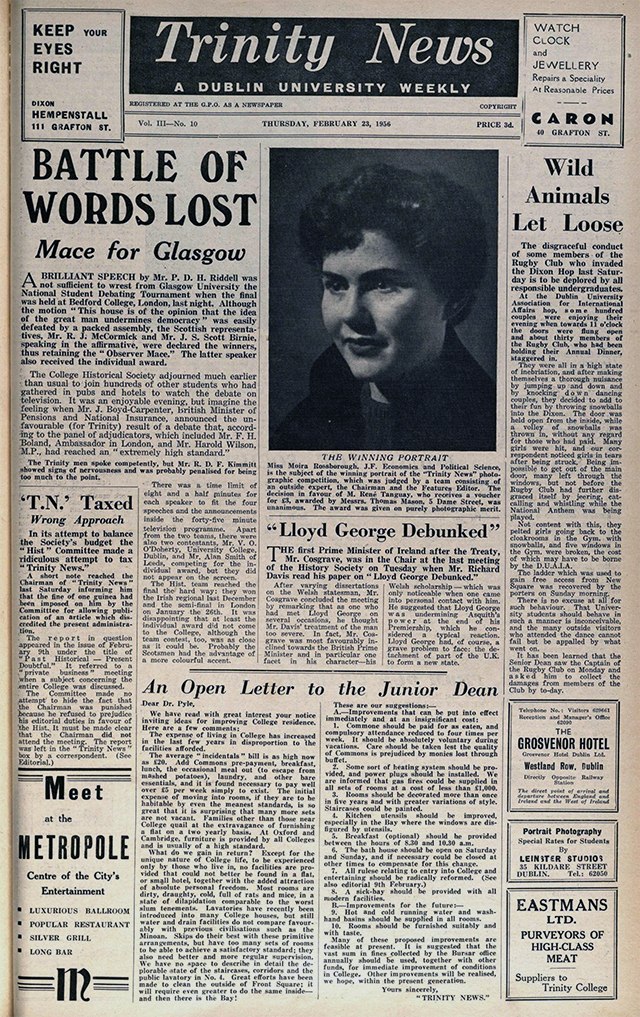 KEEP YOUR
EYES
RIGHT
DIXON
HEMPENSTALL
111 GRAFTON ST.
Trinity News
A DUBLIN UNIVERSITY WEEKLY
REGISTERED AT THE G.P.O. AS A NEWSPAPER
COPYRIGHT
Vol. III—No. 10
THURSDAY, FEBRUARY 23, 1956
PRICE 3d.
WATCH
CLOCK
and
JEWELLERY
Repairs a Speciality
At Reasonable Prices
CARON
40 GRAFTON ST.
BATTLE OF
WORDS LOST
Mace for Glasgow
A BRILLIANT SPEECH by Mr. P. D. H. Riddell was
not sufficient to wrest from Glasgow University the
National Student Debating Tournament when the final
was held at Bedford College, London, last night. Although
the motion "This house is of the opinion that the idea
of the great man undermines democracy" was easily
defeated by a packed assembly, the Scottish representa-
tives, Mr. R. J. McCormick and Mr. J. S. Scott Birnie,
speaking in the affirmative, were declared the winners,
thus retaining the "Observer Mace." The latter speaker
also received the individual award.
The College Historical Society adjourned much earlier
than usual to join hundreds of other students who had
gathered in pubs and hotels to watch the debate on
television. It was an enjoyable evening, but imagine the
feeling when Mr. J. Boyd-Carpenter, British Minister of
Pensions and National Insurance, announced the un-
favourable (for Trinity) result of a debate that, accord-
ing to the panel of adjudicators, which included Mr. F. H.
Boland, Ambassador in London, and Mr. Harold Wilson,
M.P., had reached an "extremely high standard."
The Trinity men spoke competently, but Mr. R. D. F. Kimmitt
showed signs of nervousness and was probably penalised for being
too much to the point.
There was a time limit of
eight and a half minutes for
each speaker to fit the four
speeches and the announcements
inside the forty-five minute
television programme. Apart
from the two teams, there were
also two contestants, Mr. V. O.
O'Doherty, University College,
Dublin, and Mr. Alan Smith of
Leeds, competing for the in-
dividual award, but they did
not appear on the screen.
The Hist. team reached the
final the hard way: they won
the Irish regional last December
and the semi-final in London
on January the 26th. It was
disappointing that at least the
individual award did not come
to the College, although the
team contest, too, was as close
as it could be. Probably the
Scotsmen had the advantage of
a more colourful accent.
'T.N.' Taxed
Wrong Approach
In its attempt to balance
the Society's budget the
"Hist" Committee made a
ridiculous attempt to tax
"Trinity News."
A short note reached the
Chairman of "Trinity News"
last Saturday informing him
that the fine of one guinea had
been imposed on him by the
Committee for allowing publi-
cation of an article which dis-
credited the present administra-
tion.
The report in question
appeared in the issue of Febru-
ary 9th under the title of
"Past Historical — Present
Doubtful." It referred to a
"private business" meeting
when a subject concerning the
entire College was discussed.
The Committee made no
attempt to hide the fact that
the Chairman was punished
because he refused to prejudice
his editorial duties in favour of
the Hist. It must be made clear
that the Chairman did not
attend the meeting. The report
was left in the "Trinity News"
box by a correspondent. (See
Editorial.)
THE WINNING PORTRAIT
Miss Moira Rossborough, J.F. Economics and Political Science,
is the subject of the winning portrait of the "Trinity News" photo-
graphic competition, which was judged by a team consisting of
an outside expert, the Chairman and the Feature Editor. The
decision in favour of M. René Tanguay, who receives a voucher
for £3, awarded by Messrs. Thomas Mason, 5 Dame Street, was
unanimous. The award was given on purely photographic merit.
"Lloyd George Debunked"
THE first Prime Minister of Ireland after the Treaty,
Mr. Cosgrave, was in the Chair at the last meeting
of the History Society on Tuesday when Mr. Richard
Davis read his paper on "Lloyd George Debunked."
After varying dissertations
on the Welsh statesman, Mr.
Cosgrave concluded the meeting
by remarking that as one who
had met Lloyd George on
several occasions, he thought
Mr. Davis' treatment of the man
too severe. In fact, Mr. Cos-
grave was most favourably in-
clined towards the British Prime
Minister and in particular one
facet in his character—his
Welsh scholarship — which was
only noticeable when one came
into personal contact with him.
He suggested that Lloyd George
was undermining Asquith's
power at the end of his
Premiership, which he con-
sidered a typical reaction.
Lloyd George had, of course, a
grave problem to face: the de-
tachment of part of the U.K.
to form a new state.
Wild
Animals
Let Loose
The disgraceful conduct
of some members of the
Rugby Club who invaded
the Dixon Hop last Satur-
day is to be deplored by all
responsible undergraduates.
At the Dublin University
Association for International
Affairs hop, some hundred
couples were enjoying their
evening when towards 11 o'clock
the doors were flung open
and about thirty members of
the Rugby Club, who had been
holding their Annual Dinner,
staggered in.
They were all in a high state
of inebriation, and after making
themselves a thorough nuisance
by jumping up and down and
by knocking down dancing
couples, they decided to add to
their fun by throwing snowballs
into the Dixon. The door was
held open from the inside, while
a volley of snowballs was
thrown in, without any regard
for those who had paid. Many
girls were hit, and our cor-
respondent noticed girls in tears
after being struck. Being im-
possible to get out of the main
door, many left through the
windows, but not before the
Rugby Club had further dis-
graced itself by jeering, cat-
calling and whistling while the
National Anthem was being
played.
Not content with this, they
pelted girls going back to the
cloakrooms in the Gym. with
snowballs, and five windows in
the Gym. were broken, the cost
of which may have to be borne
by the D.U.A.I.A.
The ladder which was used to
gain free access from New
Square was recovered by the
porters on Sunday morning.
There is no excuse at all for
such behaviour. That Univer-
sity students should behave in
such a manner is inconceivable,
and the many outside visitors
who attended the dance cannot
fail but be appalled by what
went on.
It has been learned that the
Senior Dean saw the Captain of
the Rugby Club on Monday and
asked him to collect the
damages from members of the
Club by to-day.
An Open Letter to the Junior Dean
Dear Dr. Pyle,
We have read with great interest your notice
inviting ideas for improving College residence.
Here are a few comments:
The expense of living in College has increased
in the last few years in disproportion to the
facilities afforded.
The average "incidentals" bill is as high now
as £20. Add Commons pre-payment, breakfast,
lunch, the occasional meal out (to escape from
mashed potatoes), laundry, and other bare
essentials, and it is found necessary to pay well
over £5 per week simply to exist. The initial
expense of moving into rooms, if they are to be
habitable by even the meanest standards, is so
great that it is surprising that many more sets
are not vacant. Families other than those near
College quail at the extravagance of furnishing
a flat on a two yearly basis. At Oxford and
Cambridge, furniture is provided by all Colleges
and is usually of a high standard.
What do we gain in return? Except for the
unique nature of College life, to be experienced
only by those who live in, no facilities are pro-
vided that could not better be found in a flat,
or small hotel, together with the added attraction
of absolute personal freedom. Most rooms are
dirty, draughty, cold, full of rats and mice, in a
state of dilapidation comparable to the worst
slum tenements. Lavatories have recently been
introduced into many College houses, but still
water and drainage facilities do not compare favour-
ably with previous civilisations such as the
Minoan. Skips do their best with these primitive
arrangements, but have too many sets of rooms
to be able to achieve a satisfactory standard; they
also need better and more regular supervision.
We have no space to describe in detail the de-
plorable state of the staircases, corridors and the
public lavatory in No. 4. Great efforts have been
made to clean the outside of Front Square; it
will require even greater to do the same inside—
and then there is the Bay!
These are our suggestions:—
A—Improvements that can be put into effect
immediately and at an insignificant cost:
1. Commons should be paid for as eaten, and
compulsory attendance reduced to four times per
week. It should be absolutely voluntary during
vacations. Care should be taken lest the quality
of Commons is prejudiced by monies lost through
buffet.
2. Some sort of heating system should be pro-
vided, and power plugs should be installed. We
are informed that gas fires could be supplied in
all sets of rooms at a cost of less than £1,000.
3. Rooms should be decorated more than once
in five years and with greater variations of style.
Staircases could be painted.
4. Kitchen utensils should be improved,
especially in the Bay where the windows are dis-
figured by utensils.
5. Breakfast (optional) should be provided
between the hours of 8.30 and 10.30 a.m.
6. The bath house should be open on Saturday
and Sunday, and if necessary could be closed at
other times to compensate for this change.
7. All rules relating to entry into College and
entertaining should be radically reformed. (See
also editorial 9th February.)
8. A sick-bay should be provided with all
modern facilities.
B.—Improvements for the future:—
9. Hot and cold running water and wash-
hand basins should be supplied in all rooms.
10. Rooms should be furnished suitably and
with taste.
Many of these proposed improvements are
feasible at present. It is suggested that the
vast sum in fines collected by the Bursar office
annually should be used, together with other
funds, for immediate improvement of conditions
in College. Other improvements will be realised,
we hope, within the present generation.
Yours sincerely,
"TRINITY NEWS."
Meet
at the
METROPOLE
Centre of the City's
Entertainment
LUXURIOUS BALLROOM
POPULAR RESTAURANT
SILVER GRILL
LONG BAR
M
Reception and Manager's Office
THE
GROSVENOR HOTEL
Grosvenor Hotel Dublin Ltd.
Westland Row, Dublin
Directly Opposite Railway
Station
The direct point of arrival and
departure between England and
Ireland and the West of Ireland
Portrait Photography
Special Rates for Students
By
LEINSTER STUDIOS
35 KILDARE STREET
DUBLIN. Tel.: 62050
EASTMANS
LTD.
PURVEYORS OF
HIGH-CLASS
MEAT
Suppliers to
Trinity College